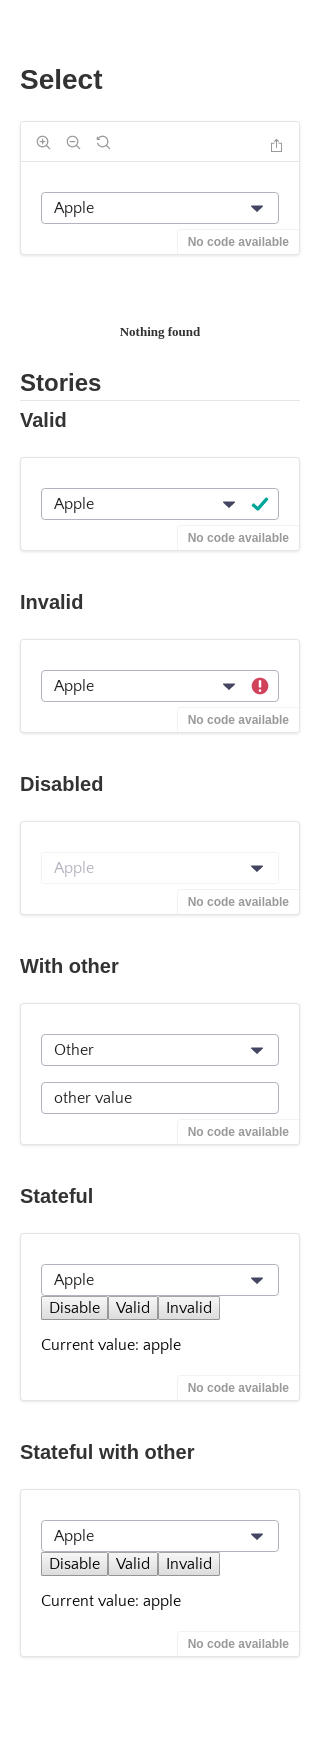 Select
Apple
No code available
Nothing found
Stories
Valid
Apple
No code available
Invalid
Apple
No code available
Disabled
Apple
No code available
With other
Other
other value
No code available
Stateful
Apple
Disable Valid Invalid
Current value: apple
No code available
Stateful with other
Apple
Disable Valid Invalid
Current value: apple
No code available